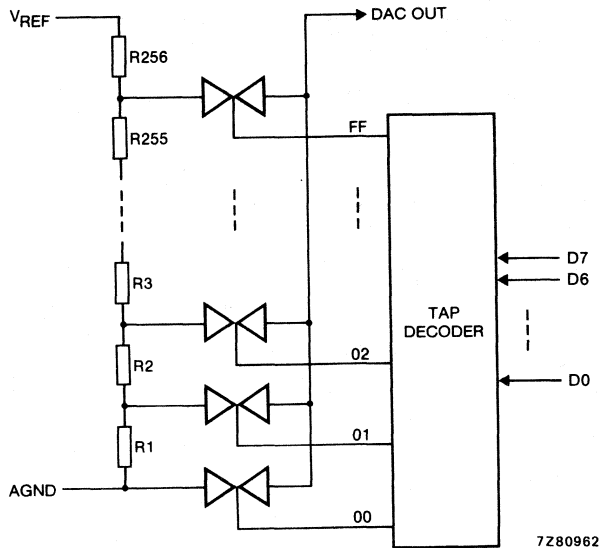 VREF
DAC OUT
R256
FF
R255
D7
D6
R3
TAP
DECODER
02
R2
D0
01
R1
AGND
00
7Z80962